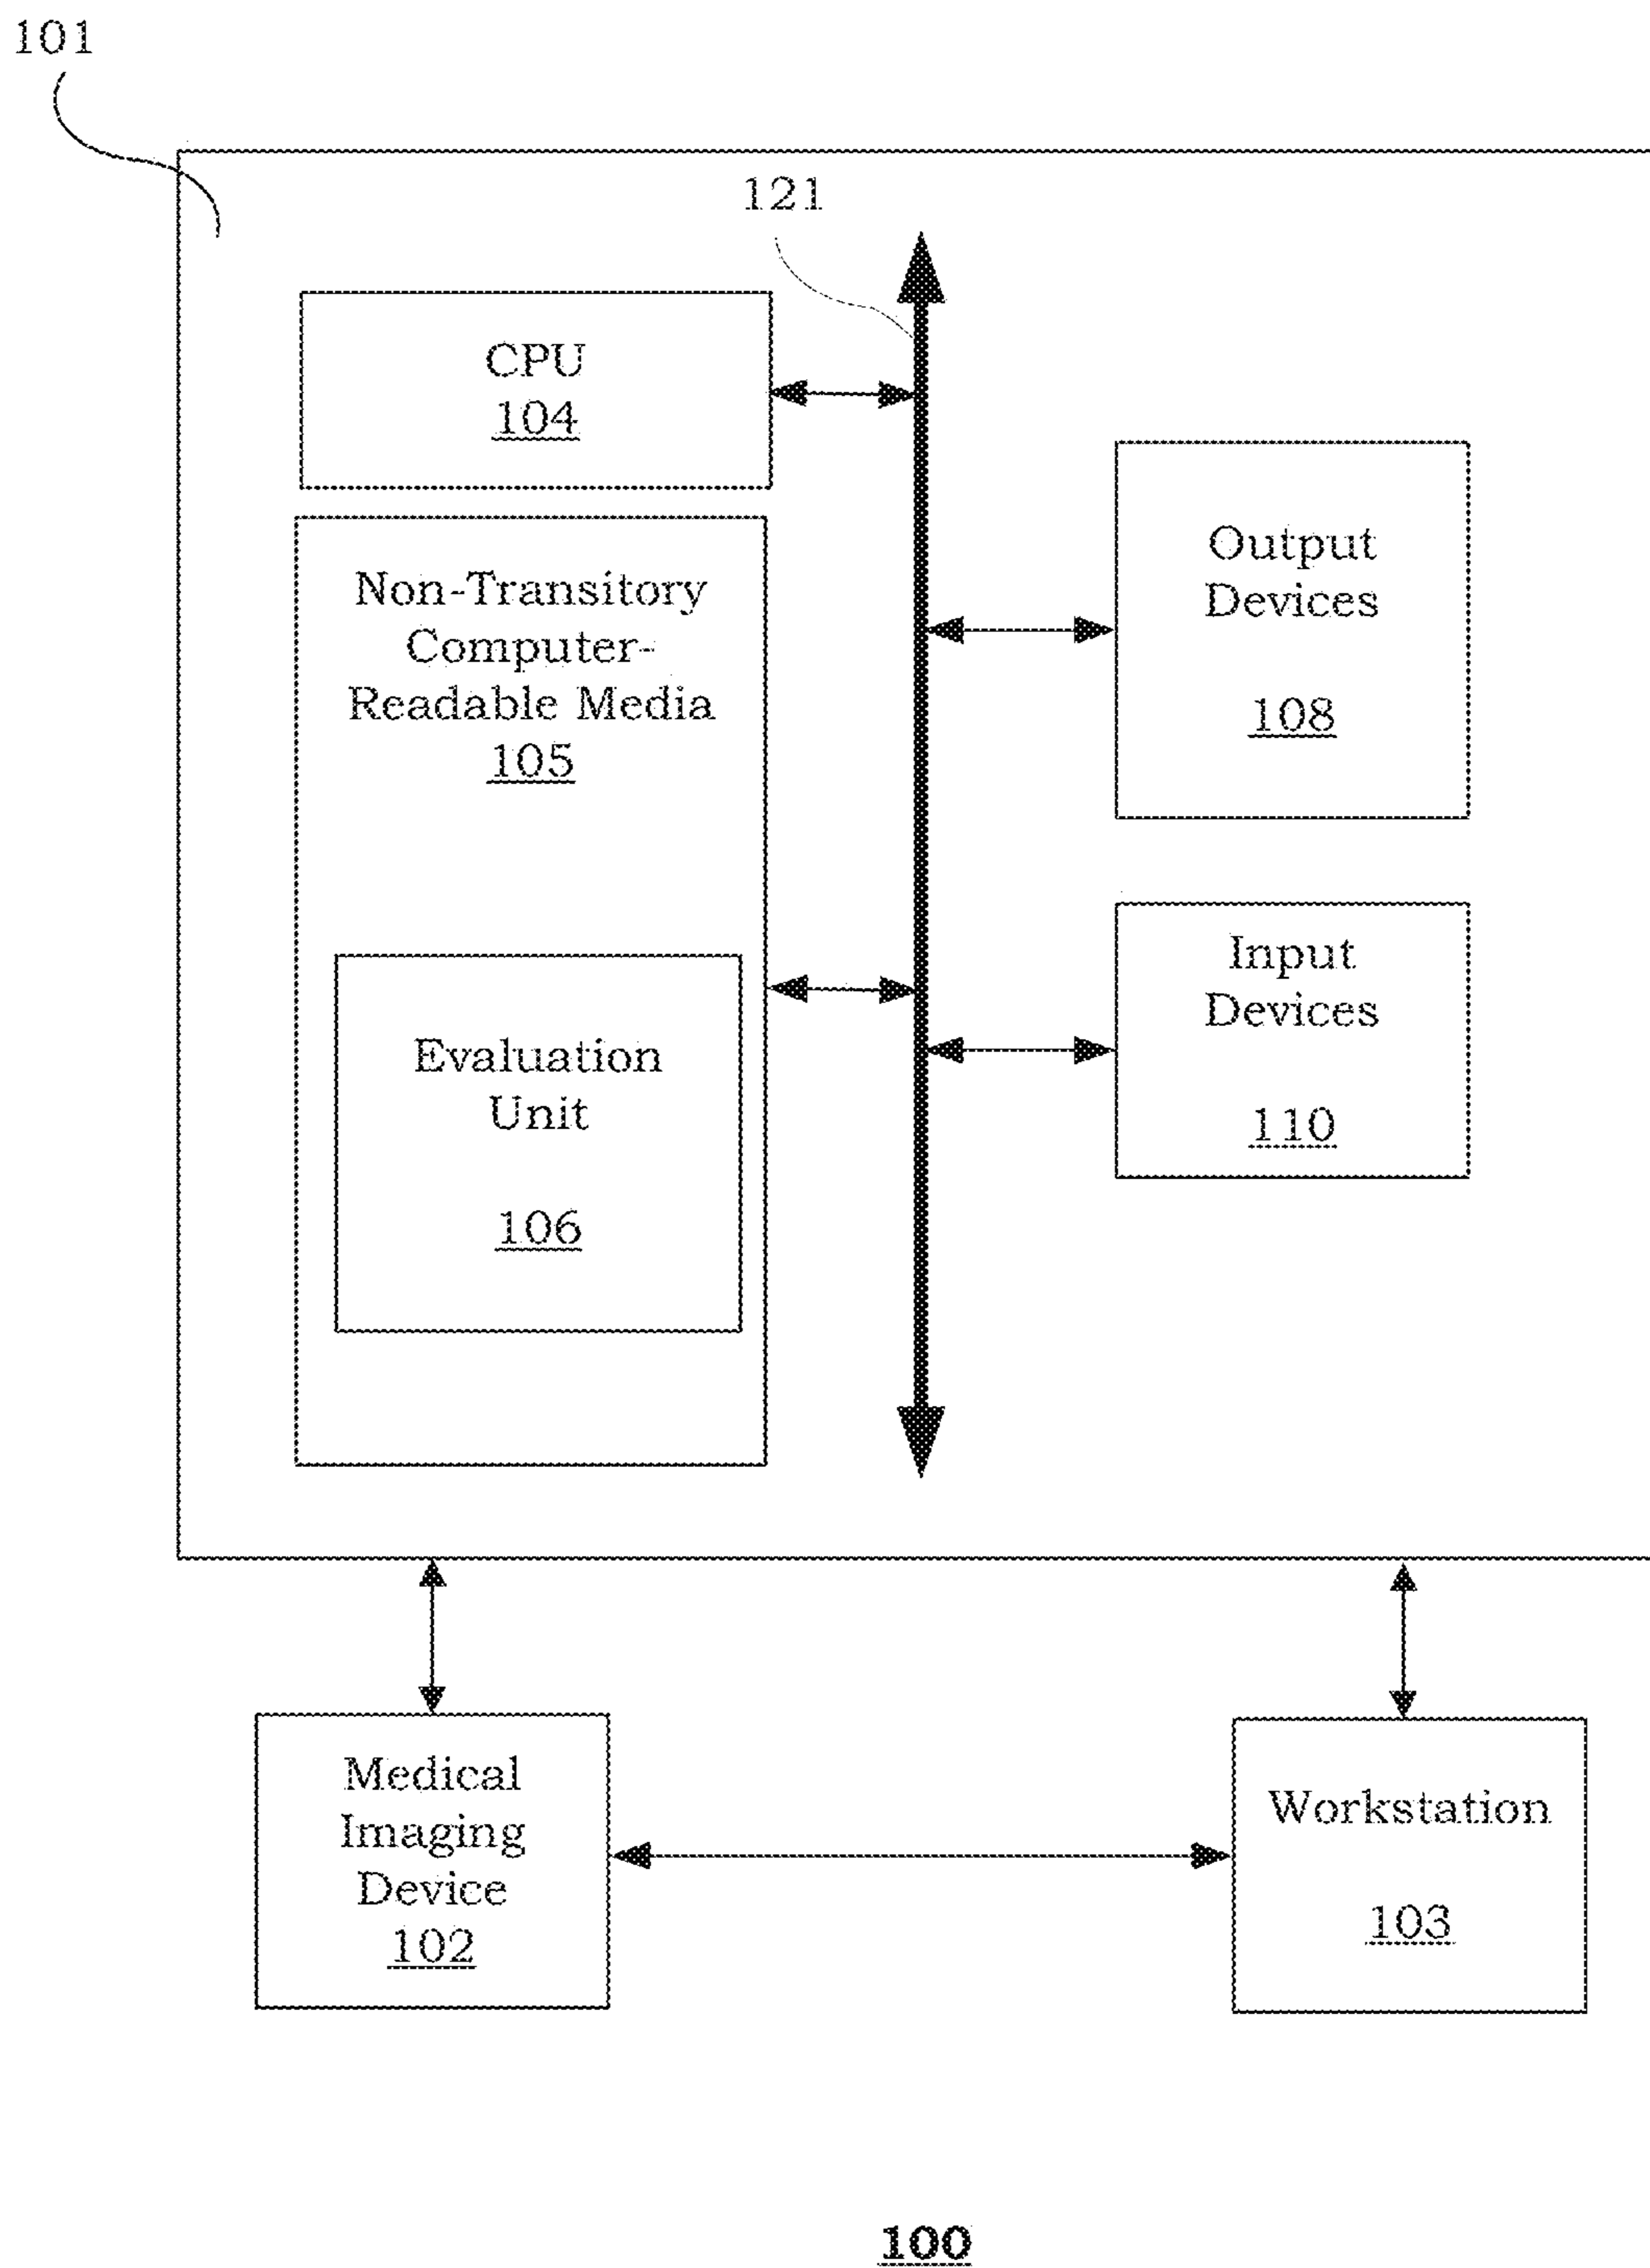 101
121
CPU
104
Non-Transitory
Computer-
Readable Media
105
Evaluation
Unit
106
Output
Devices
108
Input
Devices
110
Medical
Imaging
Device
102
Workstation
103
100